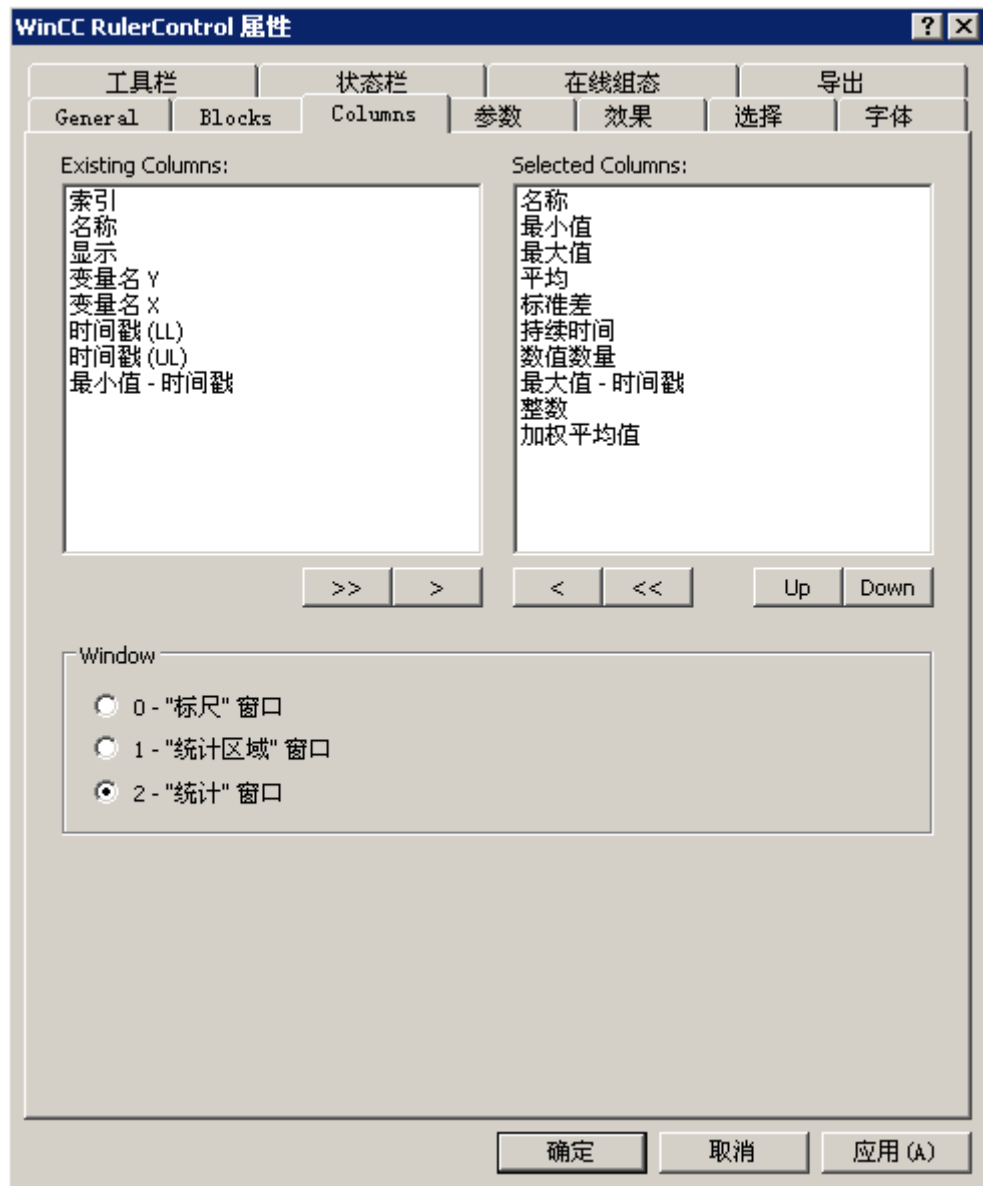 WinCC RulerControl 属性
工具栏 状态栏 在线组态 导出
General Blocks Columns 参数 效果 选择 字体
Existing Columns:
索引
名称
显示
变量名 Y
变量名 X
时间戳 (LL)
时间戳 (UL)
最小值 - 时间戳
Selected Columns:
名称
最小值
最大值
平均
标准差
持续时间
数值数量
最大值 - 时间戳
整数
加权平均值
>> > < << Up Down
Window
0 - "标尺" 窗口
1 - "统计区域" 窗口
2 - "统计" 窗口
确定 取消 应用 (A)